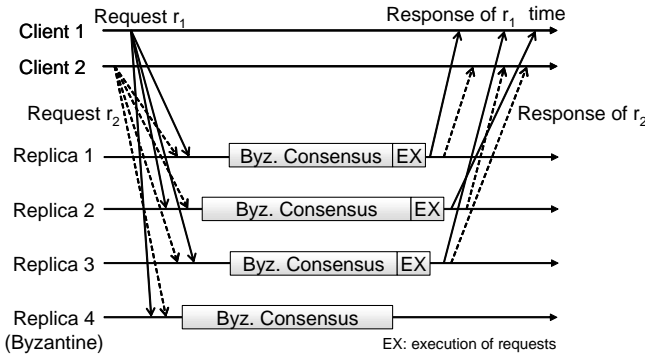 Request r1
Response of r1 time
Client 1
Client 2
Request r2
Response of r2
Replica 1
Byz. Consensus EX
Replica 2
Byz. Consensus EX
Replica 3
Byz. Consensus EX
Replica 4
Byz. Consensus
(Byzantine)
EX: execution of requests